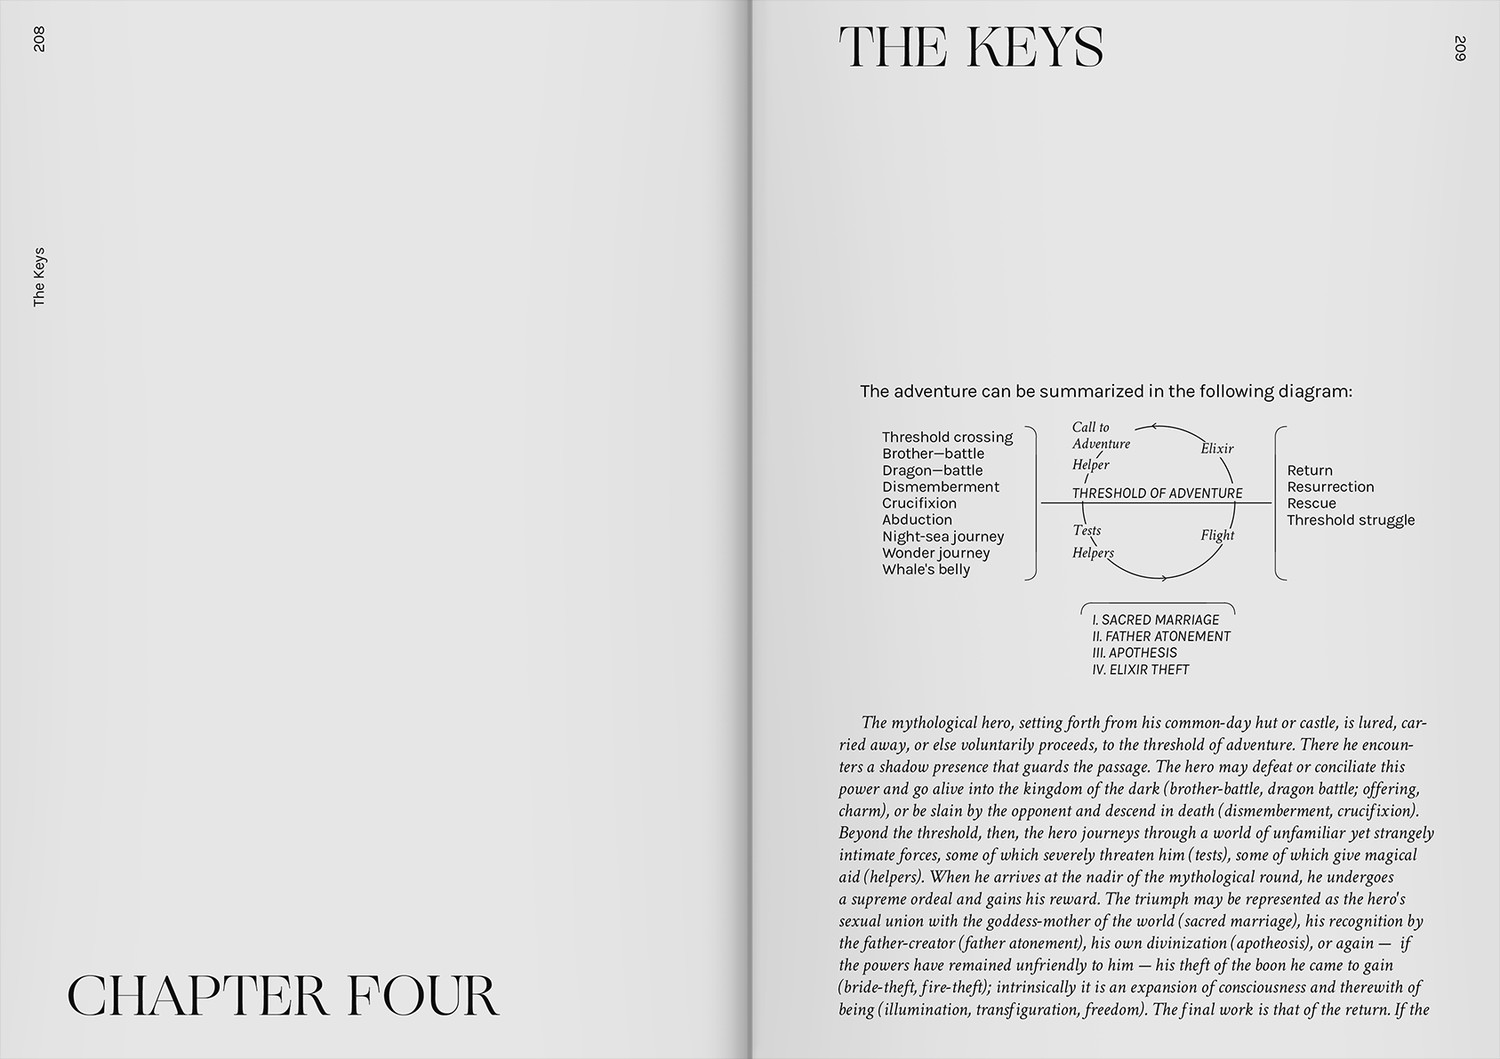 208
The Keys
CHAPTER FOUR
THE KEYS
209
The adventure can be summarized in the following diagram:
Threshold crossing
Brother—battle
Dragon—battle
Dismemberment
Crucifixion
Abduction
Night-sea journey
Wonder journey
Whale's belly
Call to
Adventure
Helper
Elixir
THRESHOLD OF ADVENTURE
Tests
Helpers
Flight
Return
Resurrection
Rescue
Threshold struggle
I. SACRED MARRIAGE
II. FATHER ATONEMENT
III. APOTHESIS
IV. ELIXIR THEFT
The mythological hero, setting forth from his common-day hut or castle, is lured, car-
ried away, or else voluntarily proceeds, to the threshold of adventure. There he encoun-
ters a shadow presence that guards the passage. The hero may defeat or conciliate this
power and go alive into the kingdom of the dark (brother-battle, dragon battle; offering,
charm), or be slain by the opponent and descend in death (dismemberment, crucifixion).
Beyond the threshold, then, the hero journeys through a world of unfamiliar yet strangely
intimate forces, some of which severely threaten him (tests), some of which give magical
aid (helpers). When he arrives at the nadir of the mythological round, he undergoes
a supreme ordeal and gains his reward. The triumph may be represented as the hero's
sexual union with the goddess-mother of the world (sacred marriage), his recognition by
the father-creator (father atonement), his own divinization (apotheosis), or again — if
the powers have remained unfriendly to him — his theft of the boon he came to gain
(bride-theft, fire-theft); intrinsically it is an expansion of consciousness and therewith of
being (illumination, transfiguration, freedom). The final work is that of the return. If the